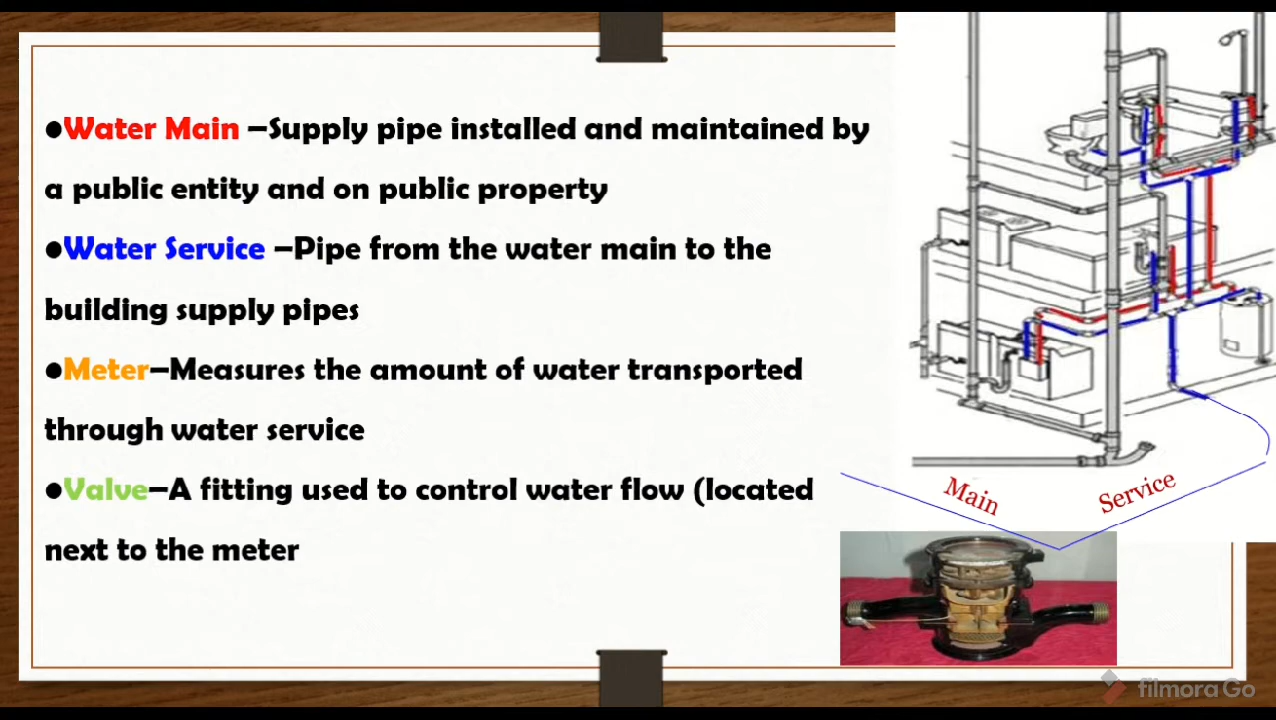 ●Water Main –Supply pipe installed and maintained by
a public entity and on public property
●Water Service –Pipe from the water main to the
building supply pipes
●Meter–Measures the amount of water transported
through water service
●Valve–A fitting used to control water flow (located
next to the meter
Main
Service
filmoraGo